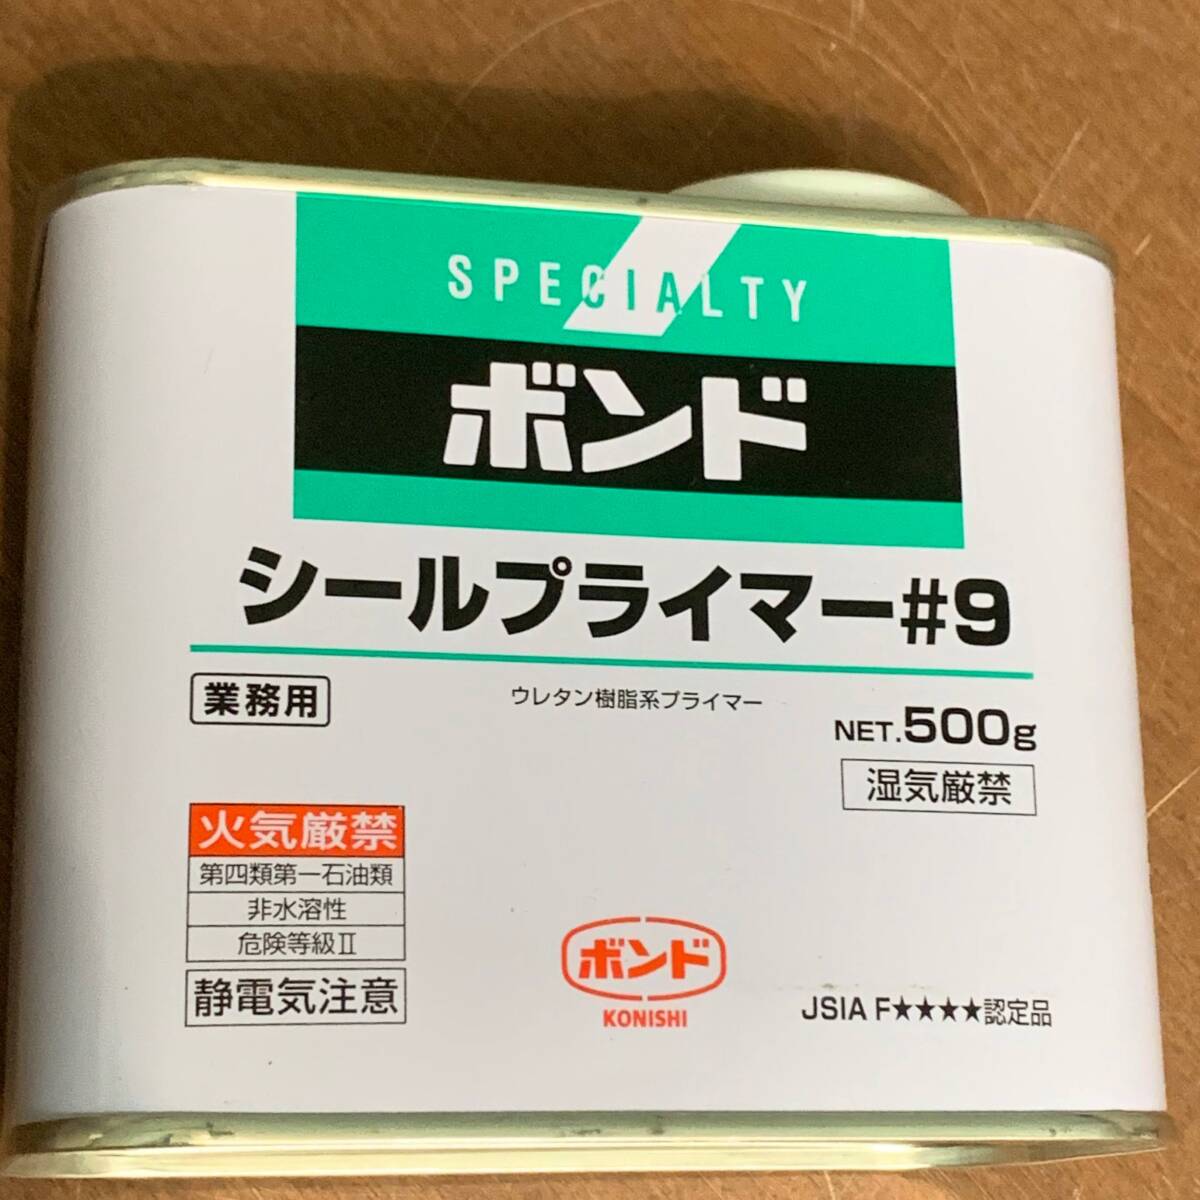 SPECIALTY
ボンド
シールプライマー#9
業務用
ウレタン樹脂系プライマー
NET.500g
湿気厳禁
火気厳禁
第四類第一石油類
非水溶性
危険等級Ⅱ
静電気注意
ボンド
KONISHI
JSIA F★★★★認定品